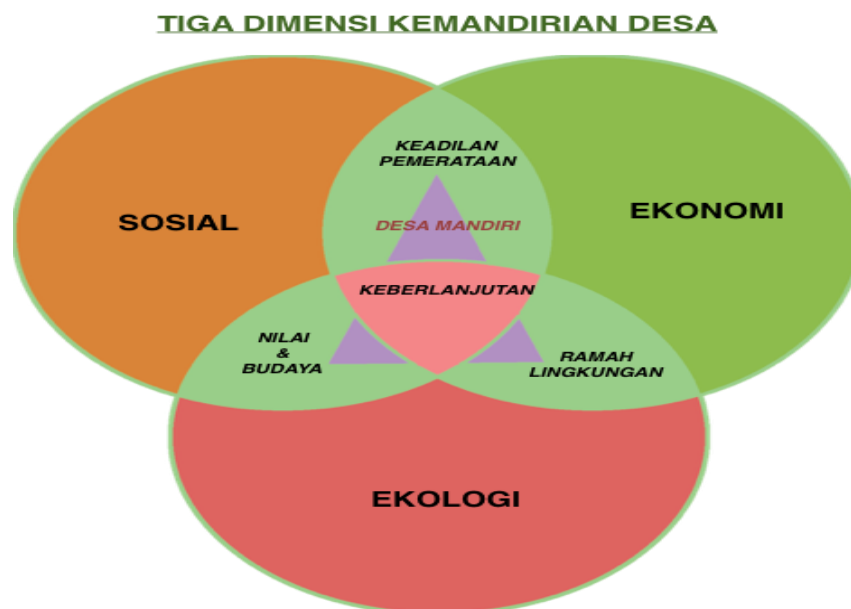 TIGA DIMENSI KEMANDIRIAN DESA
KEADILAN
PEMERATAAN
SOSIAL
EKONOMI
DESA MANDIRI
KEBERLANJUTAN
NILAI
&
BUDAYA
RAMAH
LINGKUNGAN
EKOLOGI